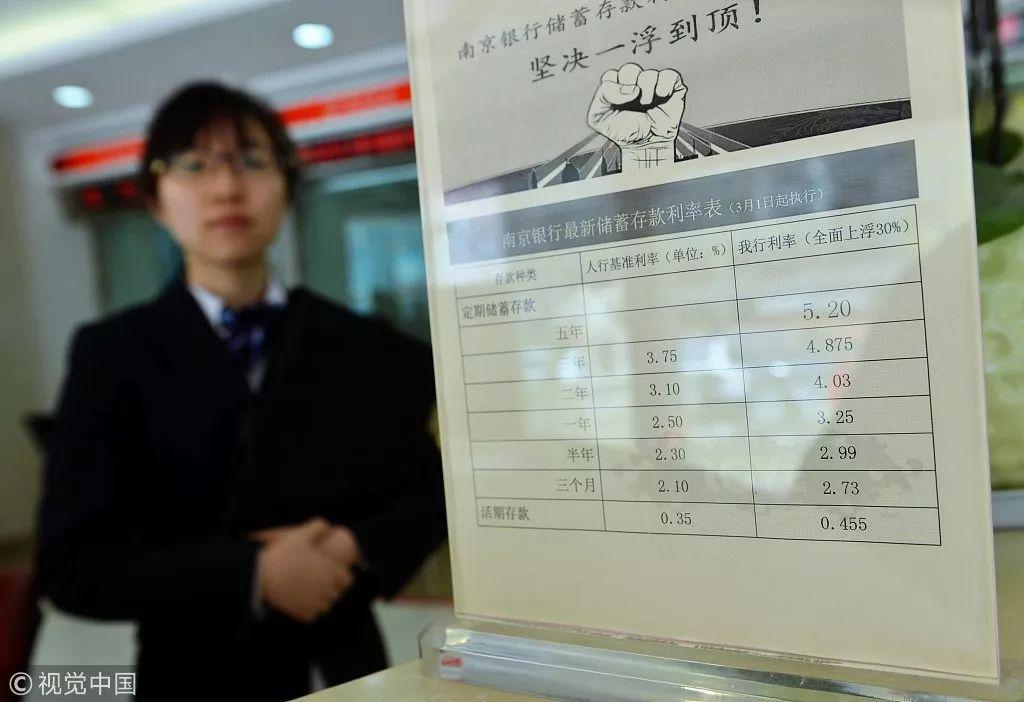 南京银行储蓄存款利
坚决一浮到顶！
南京银行最新储蓄存款利率表（3月1日起执行）
存款种类 人行基准利率（单位：%） 我行利率（全面上浮30%）
定期储蓄存款
五年 5.20
三年 3.75 4.875
二年 3.10 4.03
一年 2.50 3.25
半年 2.30 2.99
三个月 2.10 2.73
活期存款 0.35 0.455
©视觉中国